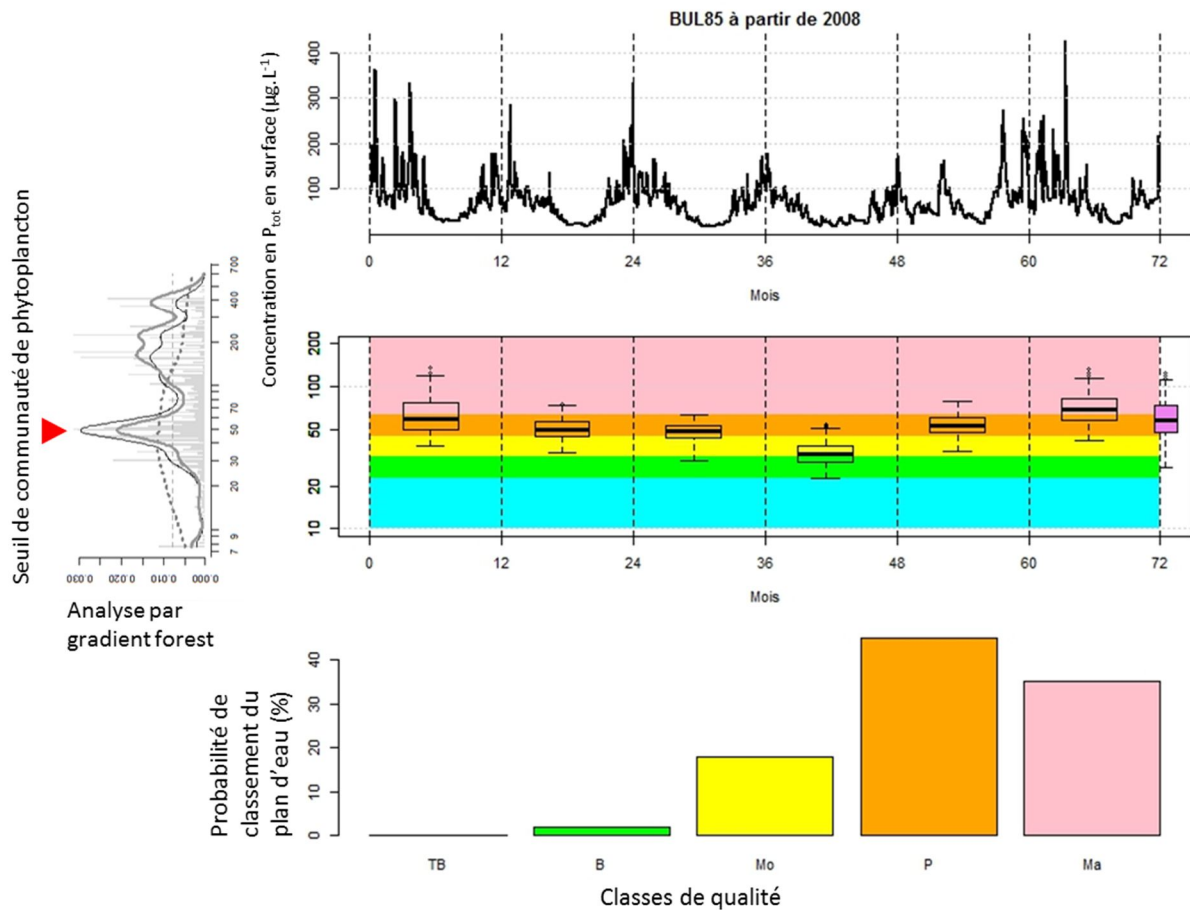 BUL85 à partir de 2008
Concentration en Ptot en surface (µg.L-1)
400
300
200
100
0 12 24 36 48 60 72
Mois
Seuil de communauté de phytoplancton
700
400
200
100
70
50
30
20
9
7
0.030 0.020 0.010 0.000
Analyse par
gradient forest
200
100
50
20
10
0 12 24 36 48 60 72
Mois
Probabilité de
classement du
plan d'eau (%)
40
30
20
10
0
TB B Mo P Ma
Classes de qualité